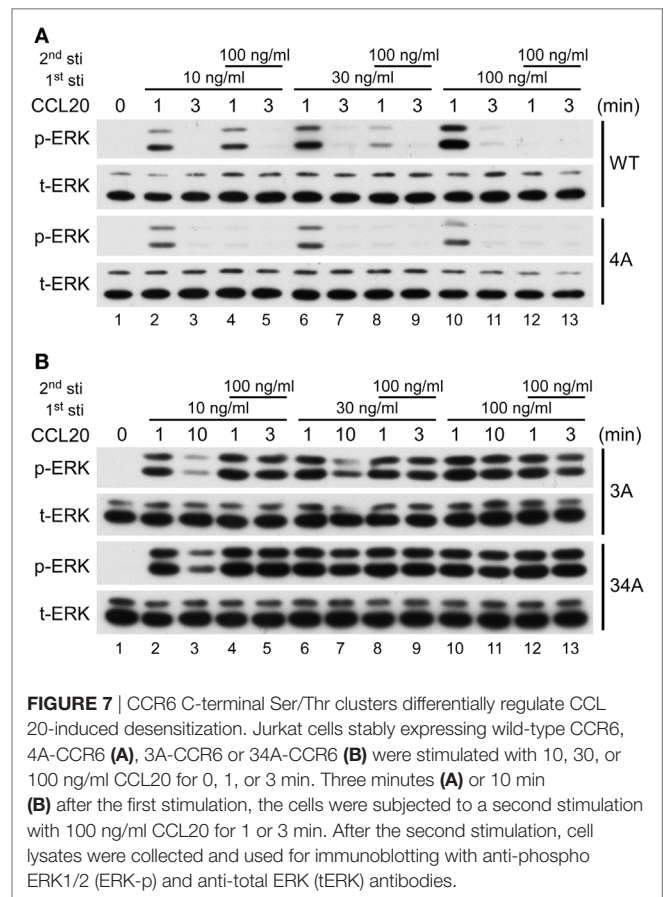 A
2nd sti 100 ng/ml 100 ng/ml 100 ng/ml
1st sti 10 ng/ml 30 ng/ml 100 ng/ml
CCL20 0 1 3 1 3 1 3 1 3 1 3 1 3 (min)
p-ERK
t-ERK
WT
p-ERK
t-ERK
4A
1 2 3 4 5 6 7 8 9 10 11 12 13
B
2nd sti 100 ng/ml 100 ng/ml 100 ng/ml
1st sti 10 ng/ml 30 ng/ml 100 ng/ml
CCL20 0 1 10 1 3 1 10 1 3 1 10 1 3 (min)
p-ERK
t-ERK
3A
p-ERK
t-ERK
34A
1 2 3 4 5 6 7 8 9 10 11 12 13
FIGURE 7 | CCR6 C-terminal Ser/Thr clusters differentially regulate CCL
20-induced desensitization. Jurkat cells stably expressing wild-type CCR6,
4A-CCR6 (A), 3A-CCR6 or 34A-CCR6 (B) were stimulated with 10, 30, or
100 ng/ml CCL20 for 0, 1, or 3 min. Three minutes (A) or 10 min
(B) after the first stimulation, the cells were subjected to a second stimulation
with 100 ng/ml CCL20 for 1 or 3 min. After the second stimulation, cell
lysates were collected and used for immunoblotting with anti-phospho
ERK1/2 (ERK-p) and anti-total ERK (tERK) antibodies.